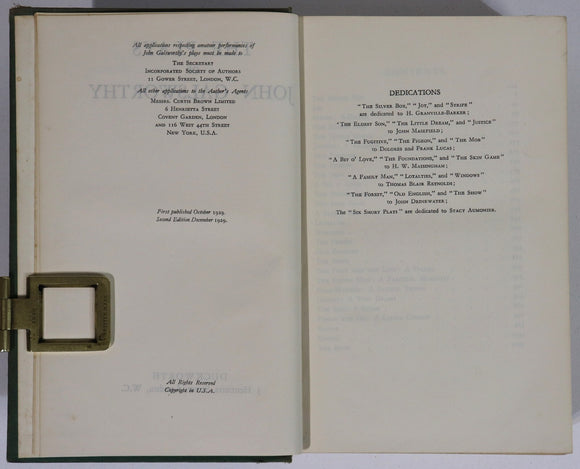 All applications respecting amateur performances of
John Galsworthy's plays must be made to
The Secretary
Incorporated Society of Authors
11 Gower Street, London, W.C.
All other applications to the Author's Agents
Messrs. Curtis Brown Limited
6 Henrietta Street
Covent Garden, London
and 116 West 44th Street
New York, U.S.A.
First published October 1929.
Second Edition December 1929.
All Rights Reserved
Copyright in U.S.A.
DEDICATIONS
"The Silver Box," "Joy," and "Strife"
are dedicated to H. Granville-Barker;
"The Eldest Son," "The Little Dream," and "Justice"
to John Masefield;
"The Fugitive," "The Pigeon," and "The Mob"
to Dolores and Frank Lucas;
"A Bit o' Love," "The Foundations," and "The Skin Game"
to H. W. Massingham;
"A Family Man," "Loyalties," and "Windows"
to Thomas Blair Reynolds;
"The Forest," "Old English," and "The Show"
to John Drinkwater;
The "Six Short Plays" are dedicated to Stacy Aumonier.